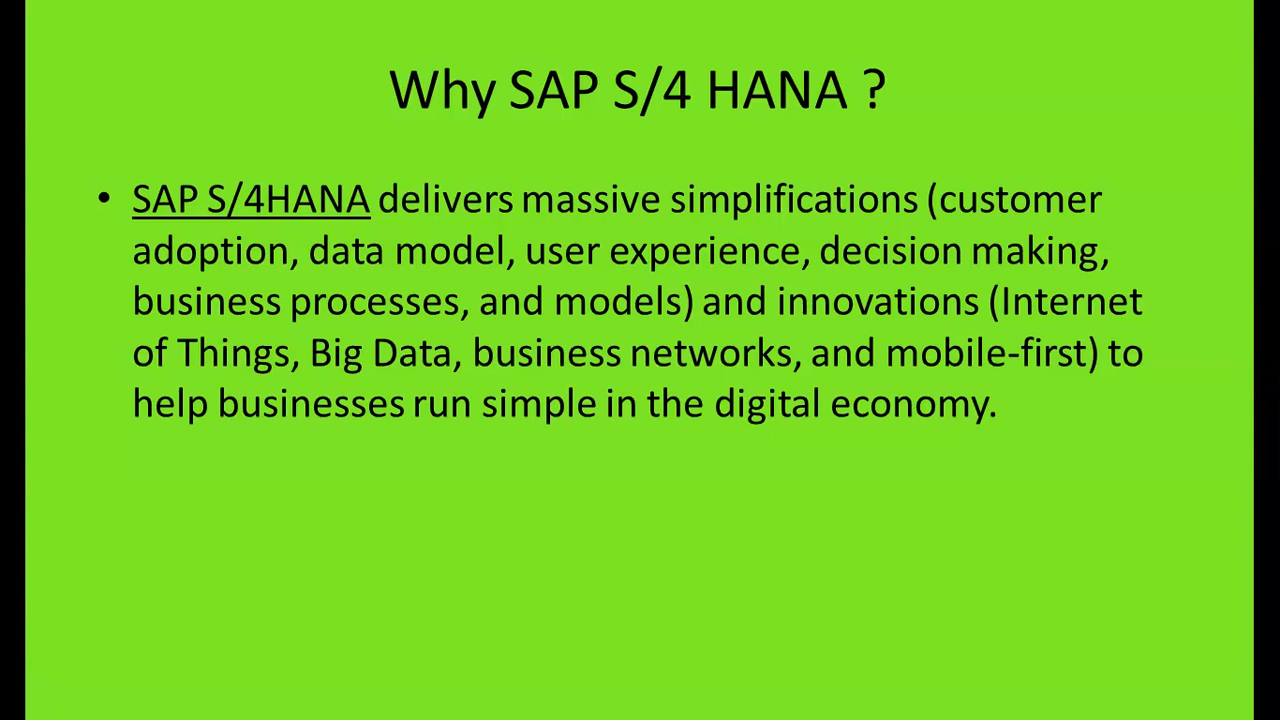 Why SAP S/4 HANA ?
• SAP S/4HANA delivers massive simplifications (customer
adoption, data model, user experience, decision making,
business processes, and models) and innovations (Internet
of Things, Big Data, business networks, and mobile-first) to
help businesses run simple in the digital economy.